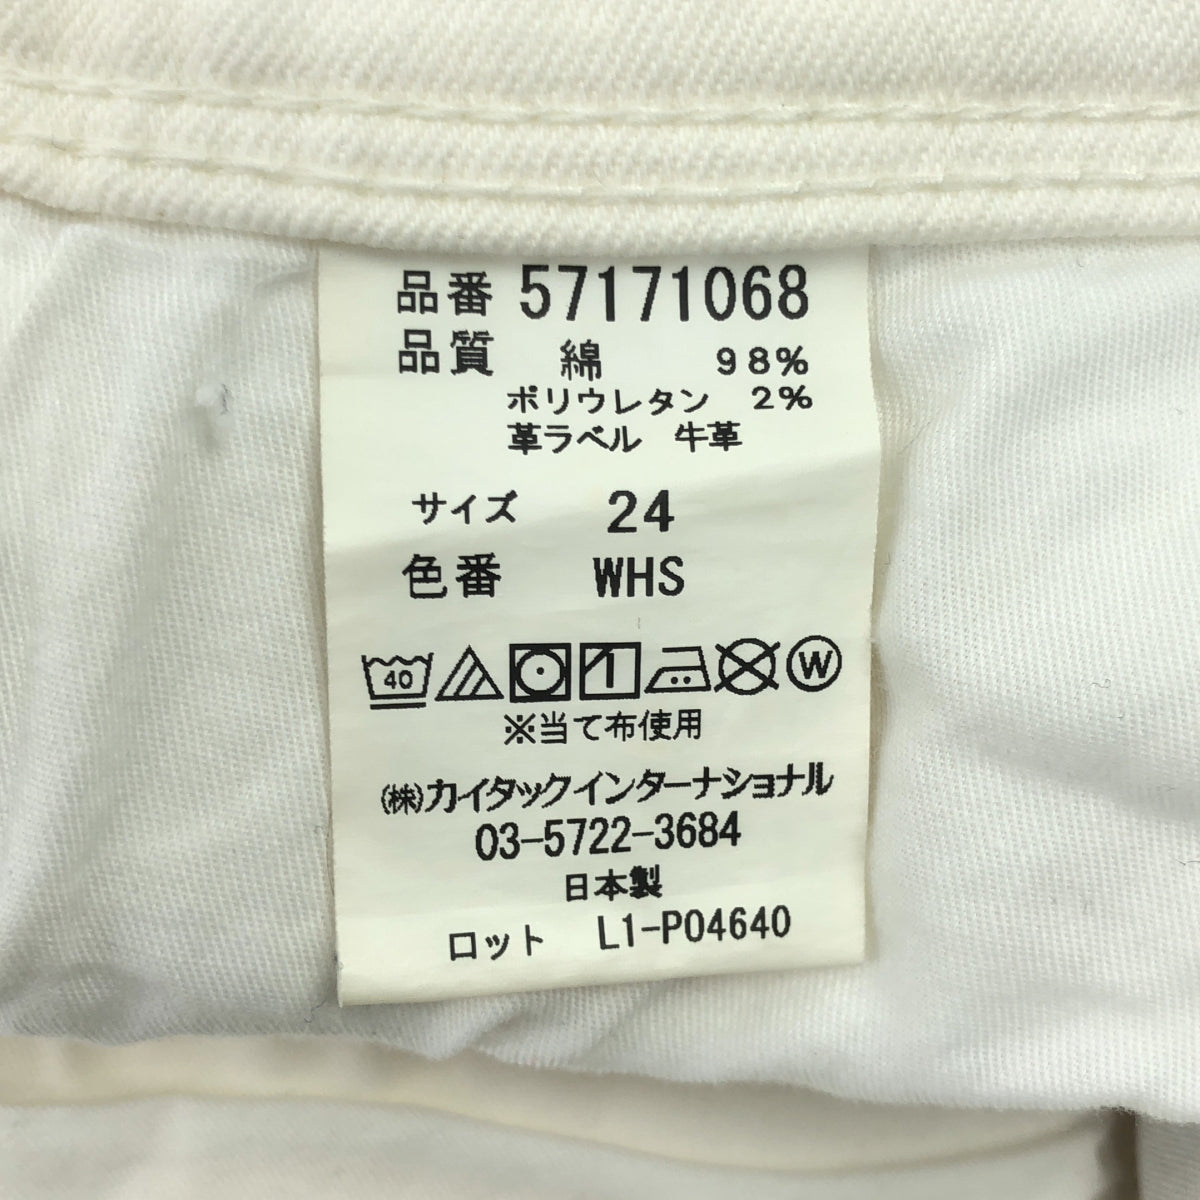 品番 57171068
品質 綿 98%
ポリウレタン 2%
革ラベル 牛革
サイズ 24
色番 WHS
40 W
※当て布使用
(株)カイタックインターナショナル
03-5722-3684
日本製
ロット L1-P04640